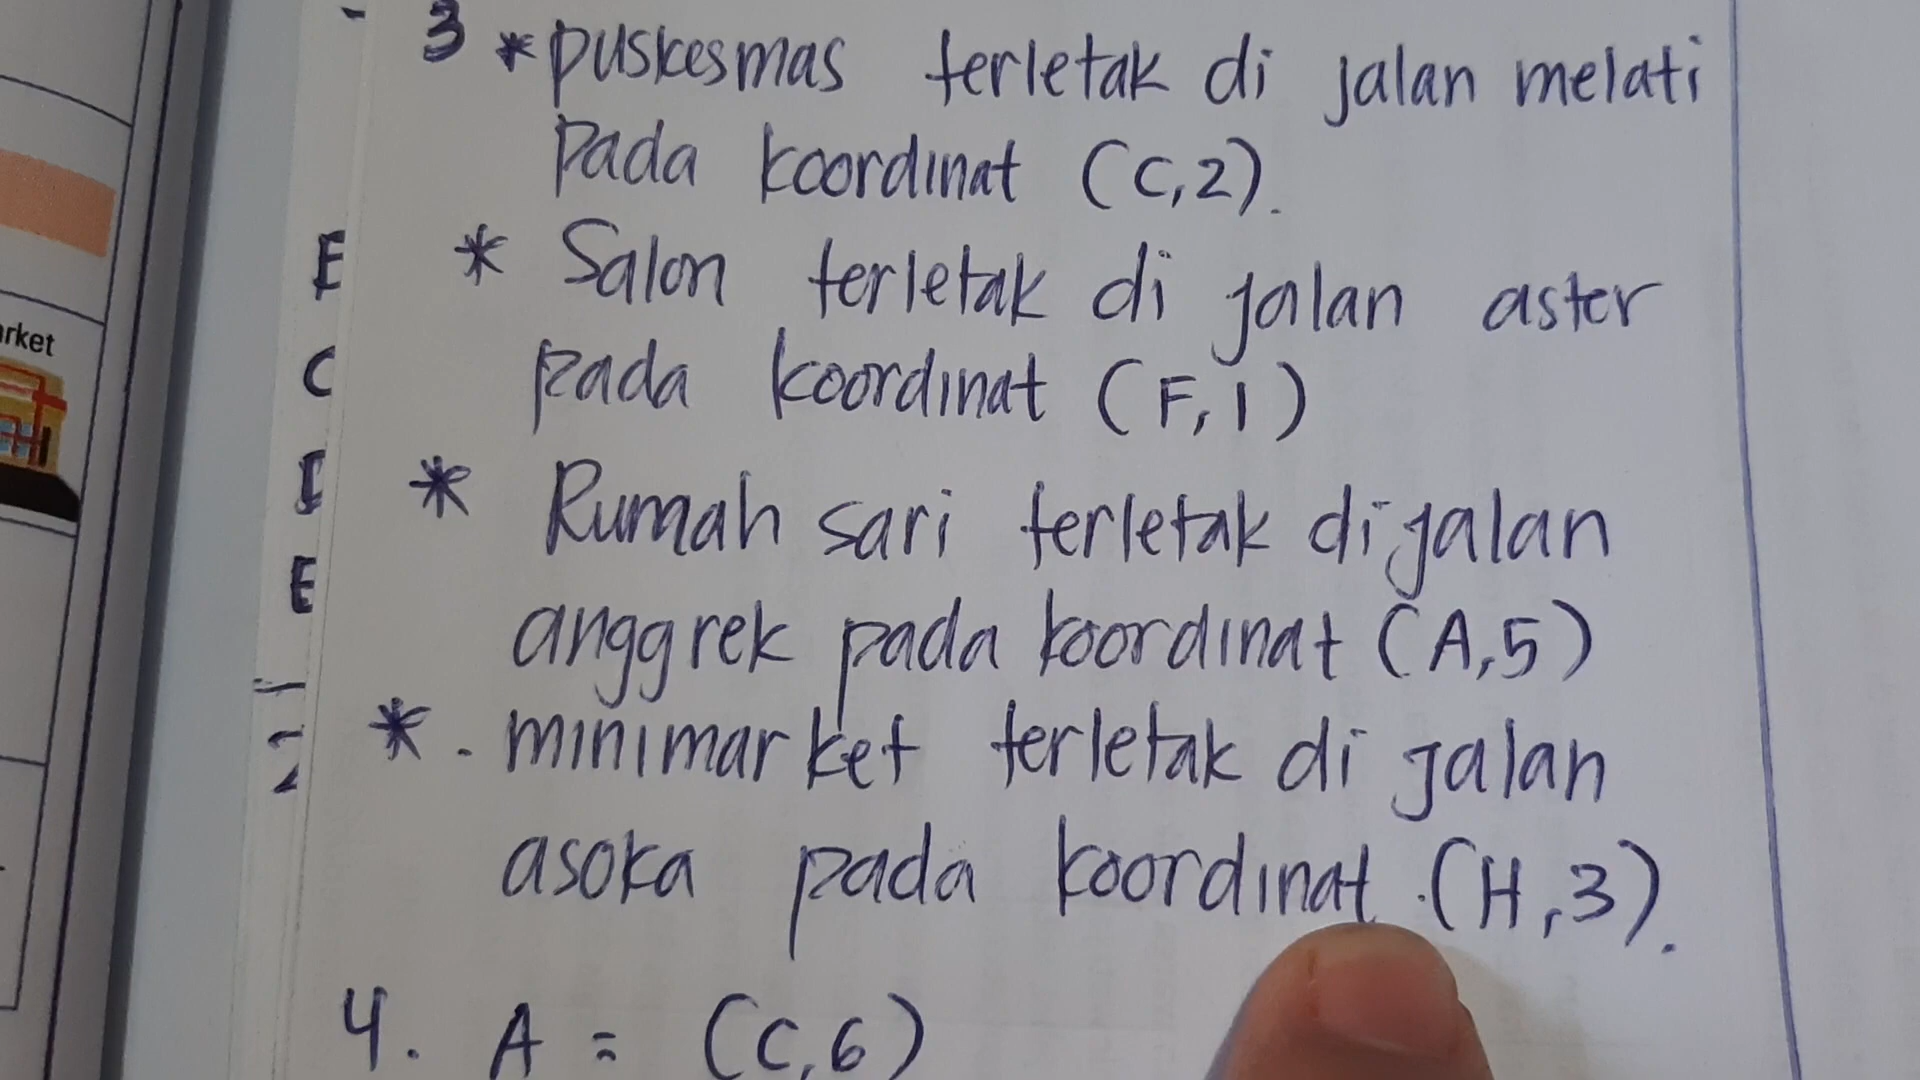 3 * puskesmas terletak di jalan melati
pada koordinat (C,2).
* Salon terletak di jalan aster
pada koordinat (F,1)
* Rumah sari terletak di jalan
anggrek pada koordinat (A,5)
* . minimarket terletak di jalan
asoka pada koordinat .(H,3).
4. A = (C,6)
rket
E
C
E